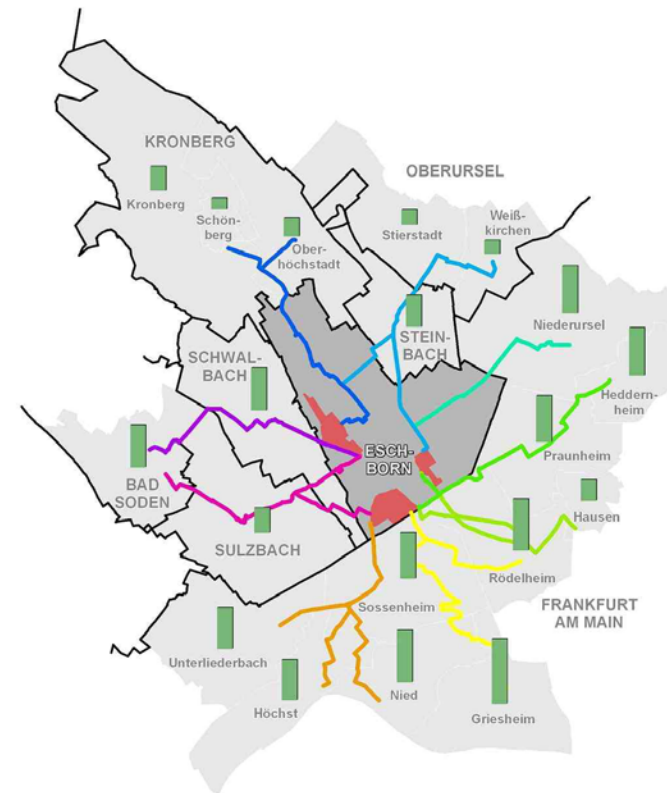 KRONBERG
OBERURSEL
Kronberg
Schön-
berg
Ober-
höchstadt
Stierstadt
Weiß-
kirchen
Niederursel
STEIN-
BACH
SCHWAL-
BACH
Heddern-
heim
Praunheim
ESCH-
BORN
BAD
SODEN
Hausen
SULZBACH
Rödelheim
Sossenheim
FRANKFURT
AM MAIN
Unterliederbach
Höchst
Nied
Griesheim